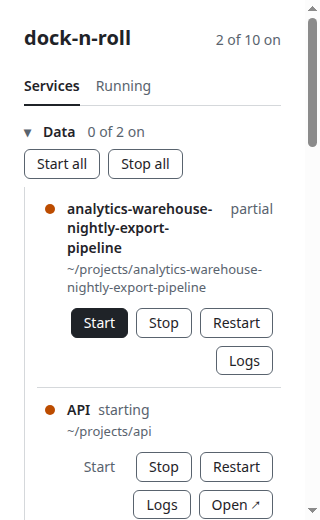 dock-n-roll 2 of 10 on
Services Running
▼ Data 0 of 2 on
Start all Stop all
analytics-warehouse- partial
nightly-export-
pipeline
~/projects/analytics-warehouse-
nightly-export-pipeline
Start Stop Restart
Logs
API starting
~/projects/api
Start Stop Restart
Logs Open ↗